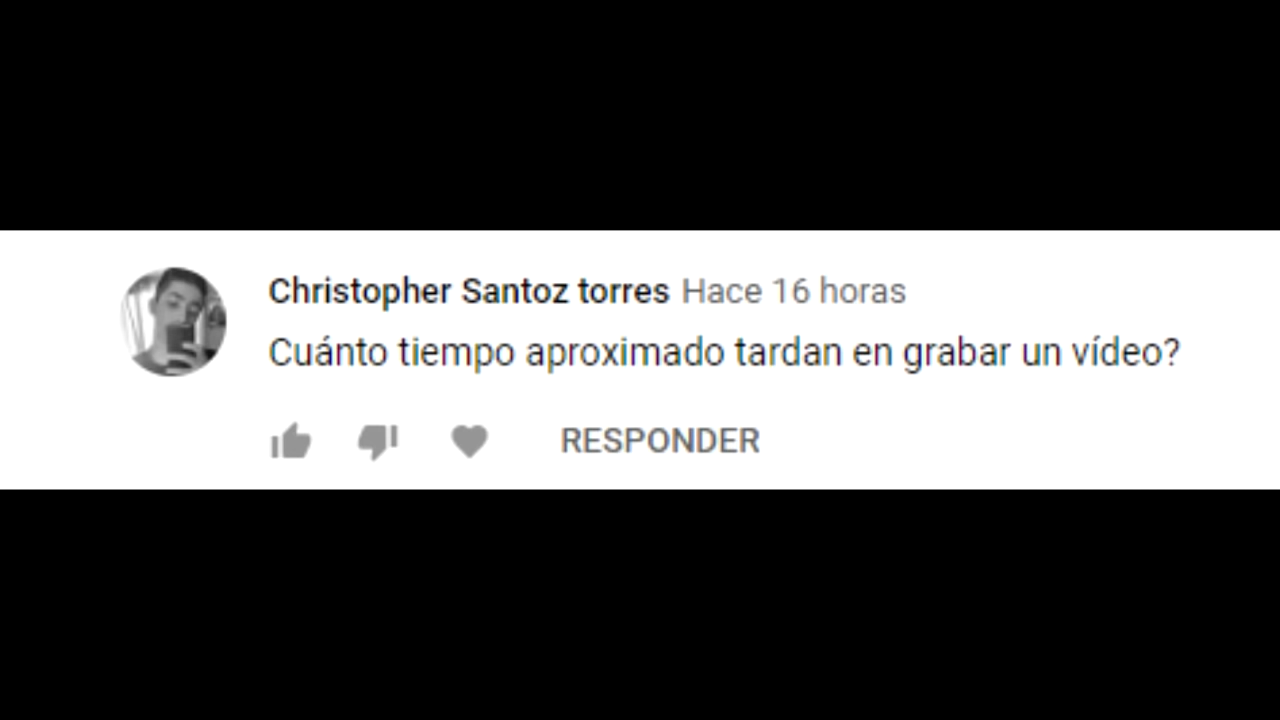 Christopher Santoz torres Hace 16 horas
Cuánto tiempo aproximado tardan en grabar un vídeo?
RESPONDER